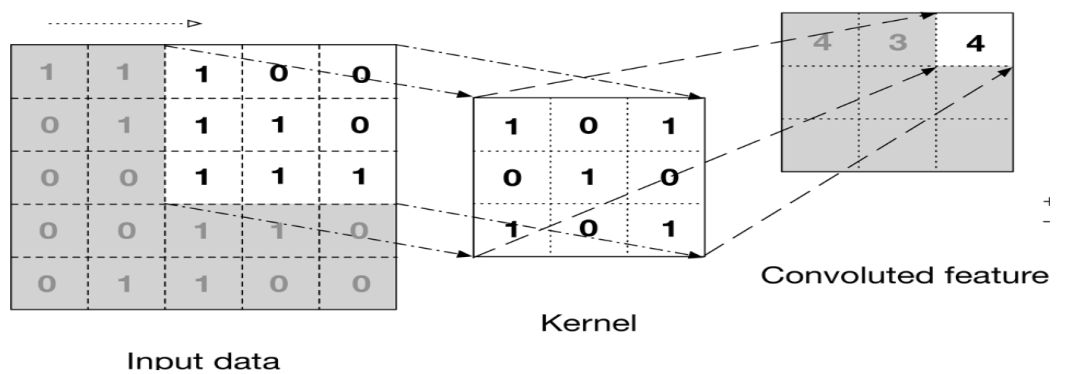 1 1 1 0 0
0 1 1 1 0
0 0 1 1 1
0 0 1 1 0
0 1 1 0 0
Input data
1 0 1
0 1 0
1 0 1
Kernel
4 3 4
Convoluted feature